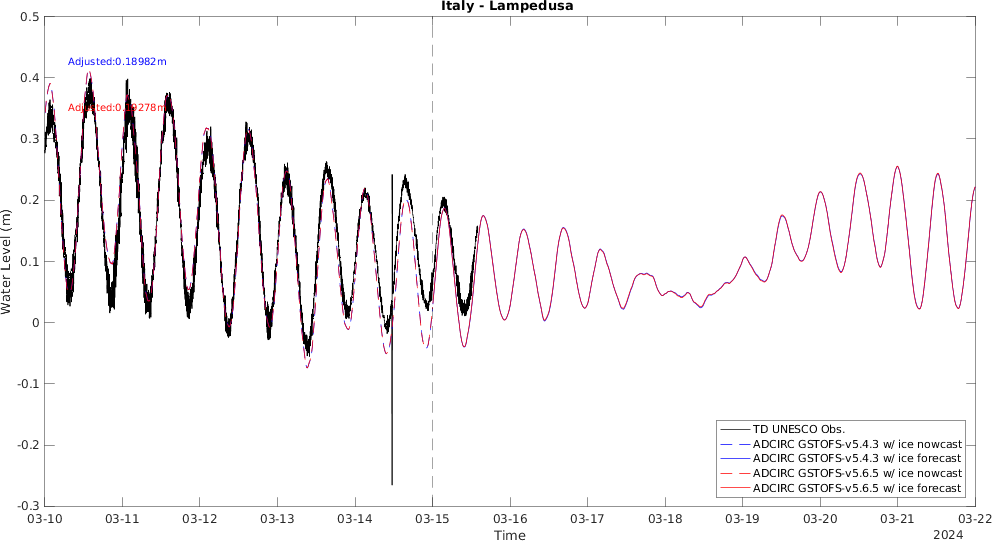 Italy - Lampedusa
0.5
0.4
0.3
0.2
0.1
0
-0.1
-0.2
-0.3
Water Level (m)
Adjusted:0.18982m
Adjusted:0.19278m
TD UNESCO Obs.
ADCIRC GSTOFS-v5.4.3 w/ ice nowcast
ADCIRC GSTOFS-v5.4.3 w/ ice forecast
ADCIRC GSTOFS-v5.6.5 w/ ice nowcast
ADCIRC GSTOFS-v5.6.5 w/ ice forecast
03-10 03-11 03-12 03-13 03-14 03-15 03-16 03-17 03-18 03-19 03-20 03-21 03-22
Time
2024